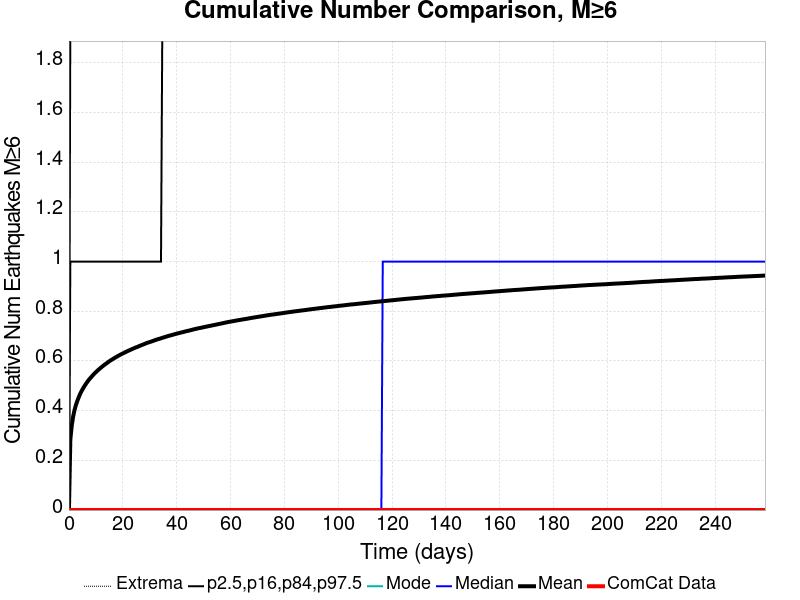 Cumulative Number Comparison, M≥6
Cumulative Num Earthquakes M≥6
1.8
1.6
1.4
1.2
1
0.8
0.6
0.4
0.2
0
0 20 40 60 80 100 120 140 160 180 200 220 240
Time (days)
Extrema p2.5,p16,p84,p97.5 Mode Median Mean ComCat Data